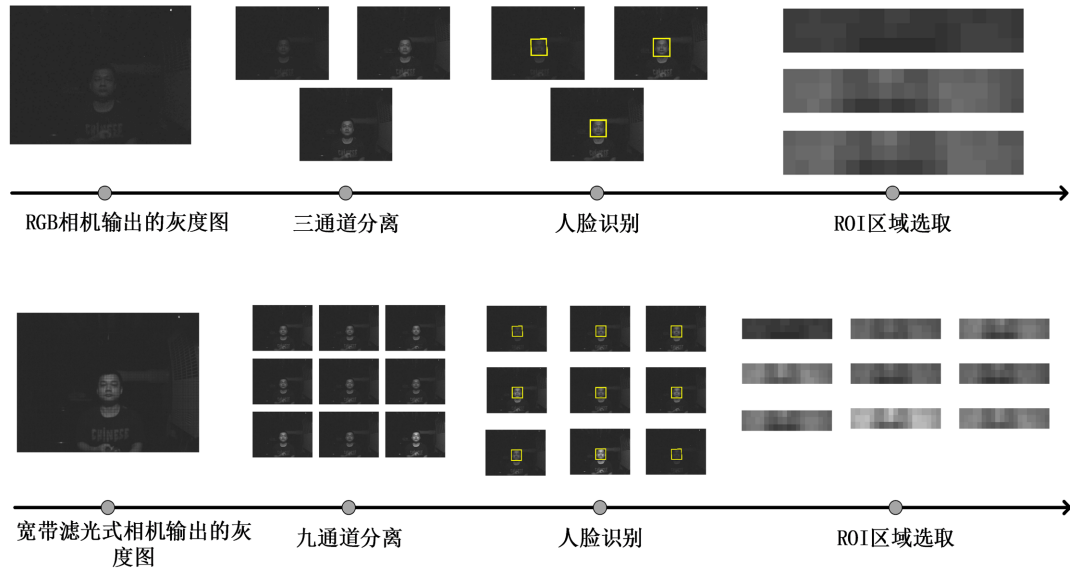 RGB相机输出的灰度图
三通道分离
人脸识别
ROI区域选取
宽带滤光式相机输出的灰
度图
九通道分离
人脸识别
ROI区域选取